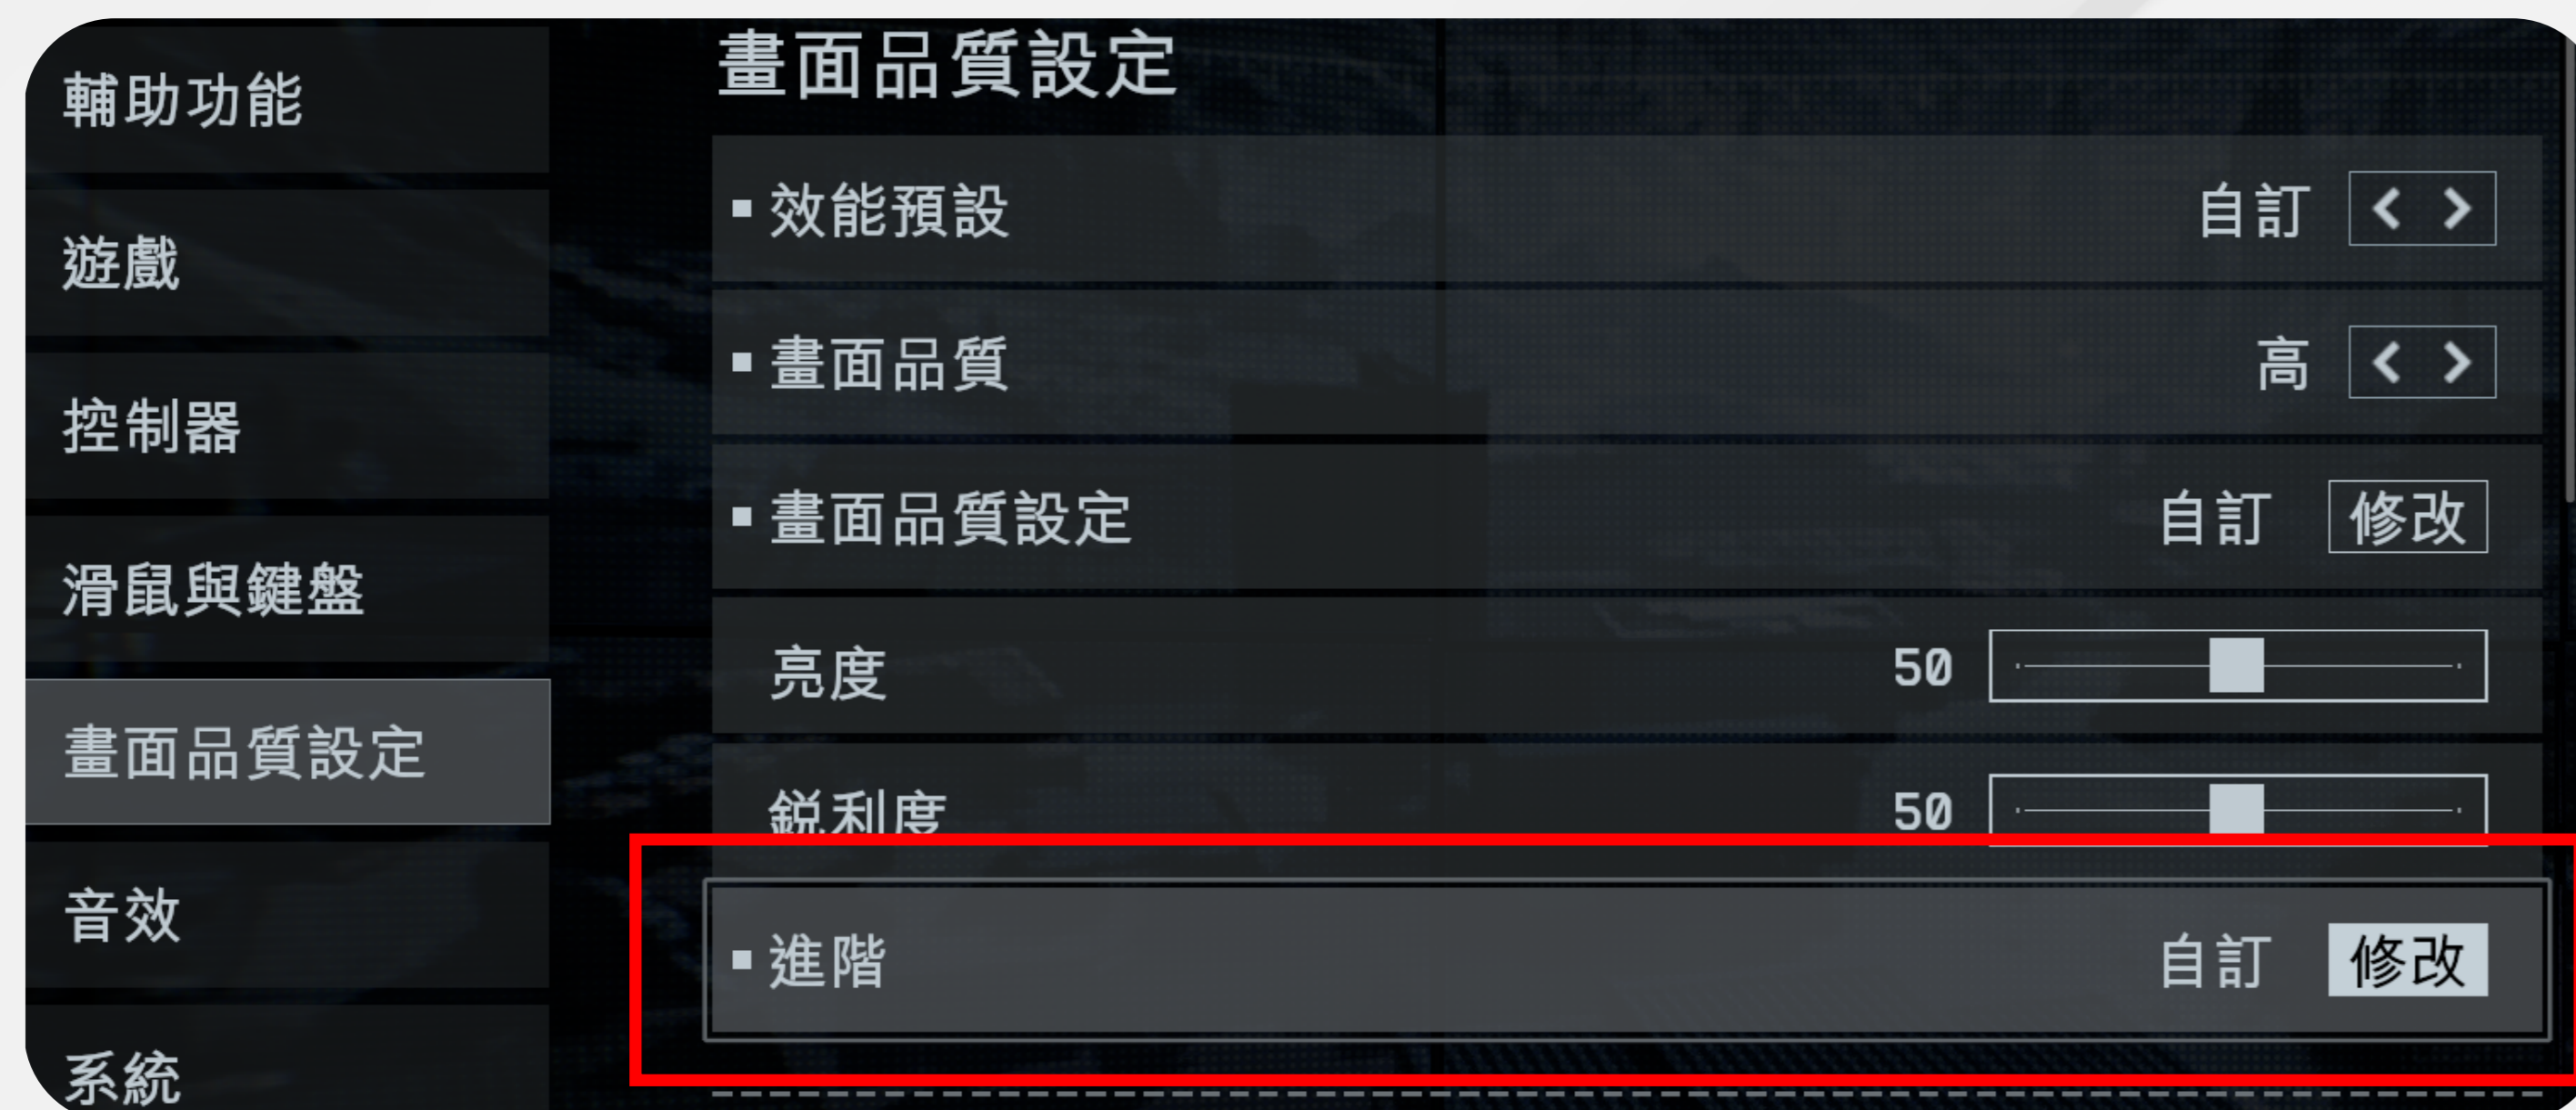 輔助功能
遊戲
控制器
滑鼠與鍵盤
畫面品質設定
音效
系統
畫面品質設定
效能預設 自訂
畫面品質 高
畫面品質設定 自訂 修改
亮度 50
銳利度 50
進階 自訂 修改